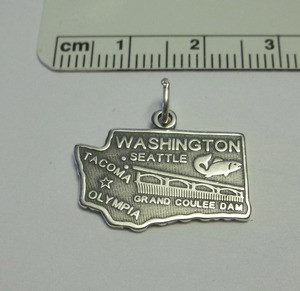 cm 1 2 3
WASHINGTON
SEATTLE
TACOMA
OLYMPIA
GRAND COULEE DAM